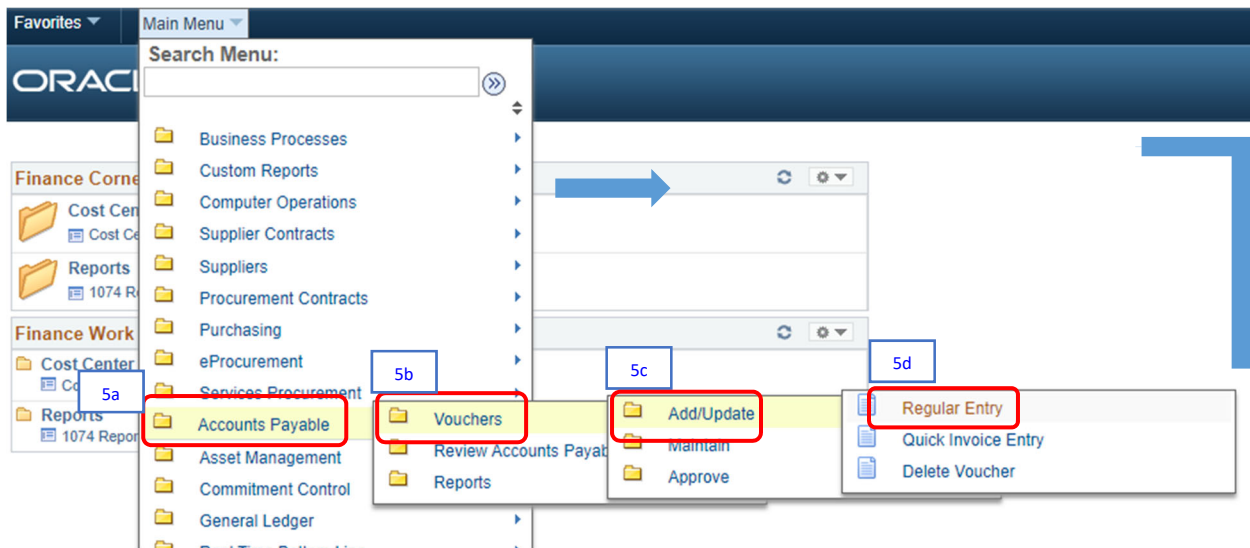 Favorites
Main Menu
Search Menu:
ORACL
Business Processes
Custom Reports
Computer Operations
Supplier Contracts
Suppliers
Procurement Contracts
Purchasing
eProcurement
Services Procurement
Accounts Payable
Asset Management
Commitment Control
General Ledger
Finance Corne
Cost Cen
Cost Ce
Reports
1074 Re
Finance Work
Cost Center
Co
Reports
1074 Repor
5a
5b
Vouchers
Review Accounts Payab
Reports
5c
Add/Update
Maintain
Approve
5d
Regular Entry
Quick Invoice Entry
Delete Voucher